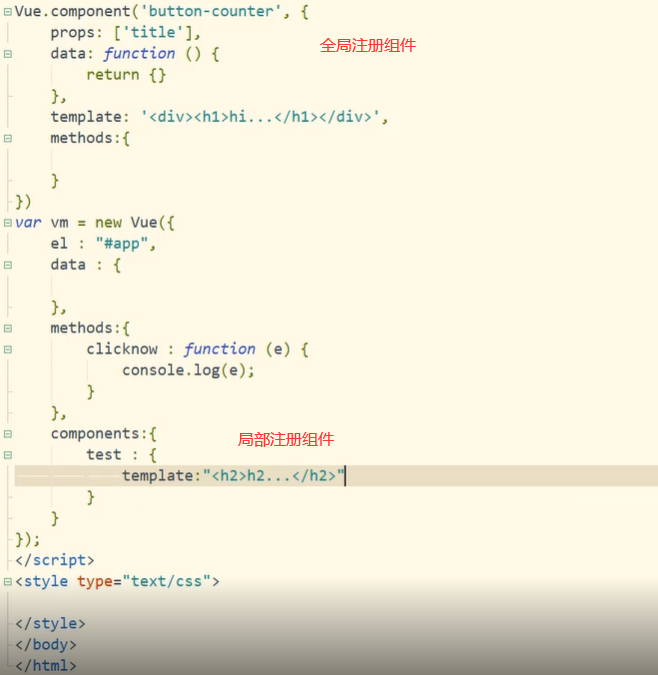 Vue.component('button-counter', {
props: ['title'],
全局注册组件
data: function () {
return {}
},
template: '<div><h1>hi...</h1></div>',
methods:{
}
})
var vm = new Vue({
el : "#app",
data : {
},
methods:{
clicknow : function (e) {
console.log(e);
}
},
components:{
局部注册组件
test : {
template:"<h2>h2...</h2>"
}
}
});
</script>
<style type="text/css">
</style>
</body>
</html>